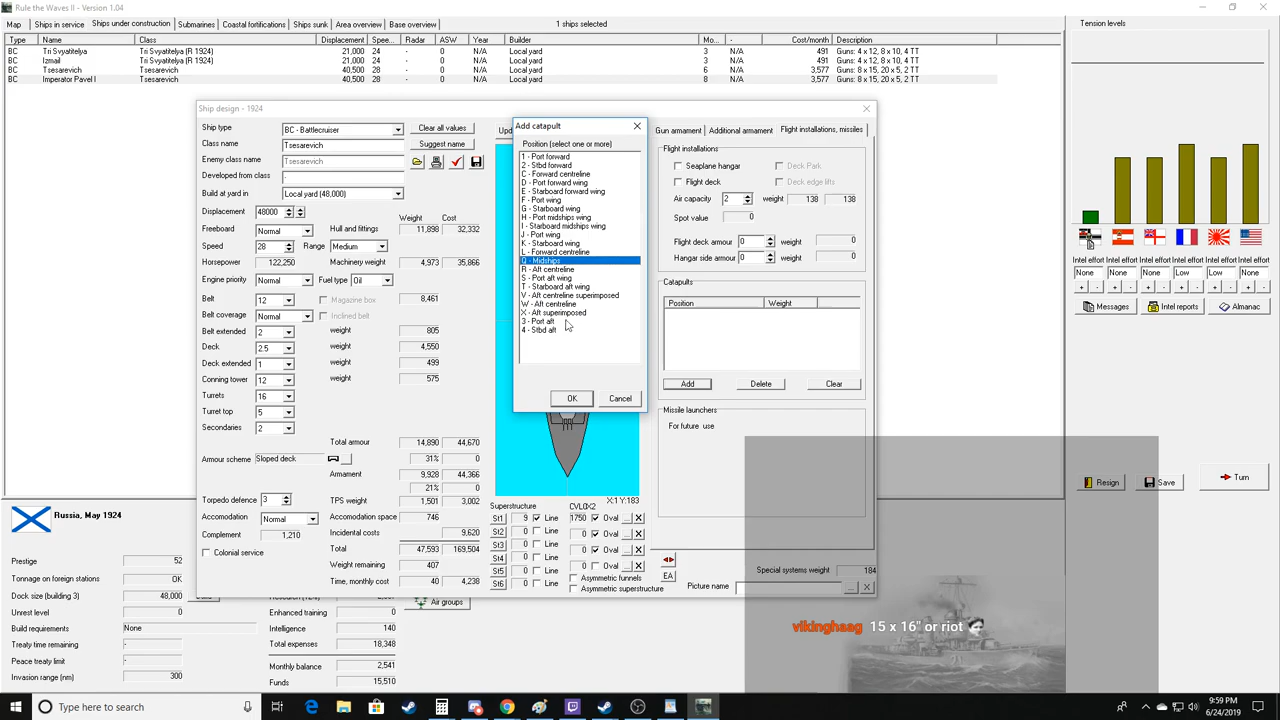 Rule the Waves II - Version 1.04
Map Ships in service Ships under construction Submarines Coastal fortifications Ships sunk Area overview Base overview 1 ships selected
Type Name Class Displacement Spee... Radar ASW Year Builder Mo... - Cost/month Description
BC Tri Svyatitelya Tri Svyatitelya (R 1924) 21,000 24 - 0 N/A Local yard 3 N/A 491 Guns: 4 x 12, 8 x 10, 4 TT
BC Izmail Tri Svyatitelya (R 1924) 21,000 24 - 0 N/A Local yard 3 N/A 491 Guns: 4 x 12, 8 x 10, 4 TT
BC Tsesarevich Tsesarevich 40,500 28 - 0 N/A Local yard 6 N/A 3,577 Guns: 8 x 15, 20 x 5, 2 TT
BC Imperator Pavel I Tsesarevich 40,500 28 - 0 N/A Local yard 8 N/A 3,577 Guns: 8 x 15, 20 x 5, 2 TT
Tension levels
Intel effort Intel effort Intel effort Intel effort Intel effort Intel effort
None None None Low Low None
+ - + - + - + - + - + -
Messages Intel reports Almanac
Resign Save Turn
Ship design - 1924
Ship type BC - Battlecruiser Clear all values
Class name Tsesarevich Suggest name
Enemy class name Tsesarevich
Developed from class -
Build at yard in Local yard (48,000)
Displacement 48000 Weight Cost
Freeboard Normal Hull and fittings 11,898 32,332
Speed 28 Range Medium
Horsepower 122,250 Machinery weight 4,973 35,866
Engine priority Normal Fuel type Oil
Belt 12 Magazine box 8,461
Belt coverage Normal Inclined belt
Belt extended 2 weight 805
Deck 2.5 weight 4,550
Deck extended 1 weight 499
Conning tower 12 weight 575
Turrets 16
Turret top 5
Secondaries 2
Total armour 14,890 44,670
Armour scheme Sloped deck 31% 0
Armament 9,928 44,366
21% 0
Torpedo defence 3 TPS weight 1,501 3,002
Accomodation Normal Accomodation space 746
Complement 1,210 Incidental costs 9,620
Colonial service Total 47,593 169,504
Weight remaining 407
Time, monthly cost 40 4,238
Upd
Add catapult
Position (select one or more)
1 - Port forward
2 - Stbd forward
C - Forward centreline
D - Port forward wing
E - Starboard forward wing
F - Port wing
G - Starboard wing
H - Port midships wing
I - Starboard midships wing
J - Port wing
K - Starboard wing
L - Forward centreline
Q - Midships
R - Aft centreline
S - Port aft wing
T - Starboard aft wing
V - Aft centreline superimposed
W - Aft centreline
X - Aft superimposed
3 - Port aft
4 - Stbd aft
OK Cancel
X:1 Y:183
Superstructure CVLGX2
St1 9 Line 1750 Oval ... X
St2 0 Line 0 Oval ... X
St3 0 Line 0 Oval ... X
St4 0 Line 0 Oval ... X
St5 0 Line Asymmetric funnels
St6 0 Line Asymmetric superstructure
EA
Gun armament Additional armament Flight installations, missiles
Flight installations
Seaplane hangar Deck Park
Flight deck Deck edge lifts
Air capacity 2 weight 138 138
Spot value 0
Flight deck armour 0 weight 0
Hangar side armour 0 weight 0
Catapults
Position Weight
Add Delete Clear
Missile launchers
For future use
Special systems weight 184
Picture name ... X
vikinghaag 15 x 16" or riot
Russia, May 1924
Prestige 52
Tonnage on foreign stations OK
Dock size (building 3) 48,000
Unrest level 0
Build requirements None
Treaty time remaining -
Peace treaty limit -
Invasion range (nm) 300
Enhanced training 0
Intelligence 140
Total expenses 18,348
Monthly balance 2,541
Funds 15,510
Air groups
Type here to search
9:59 PM
6/24/2019